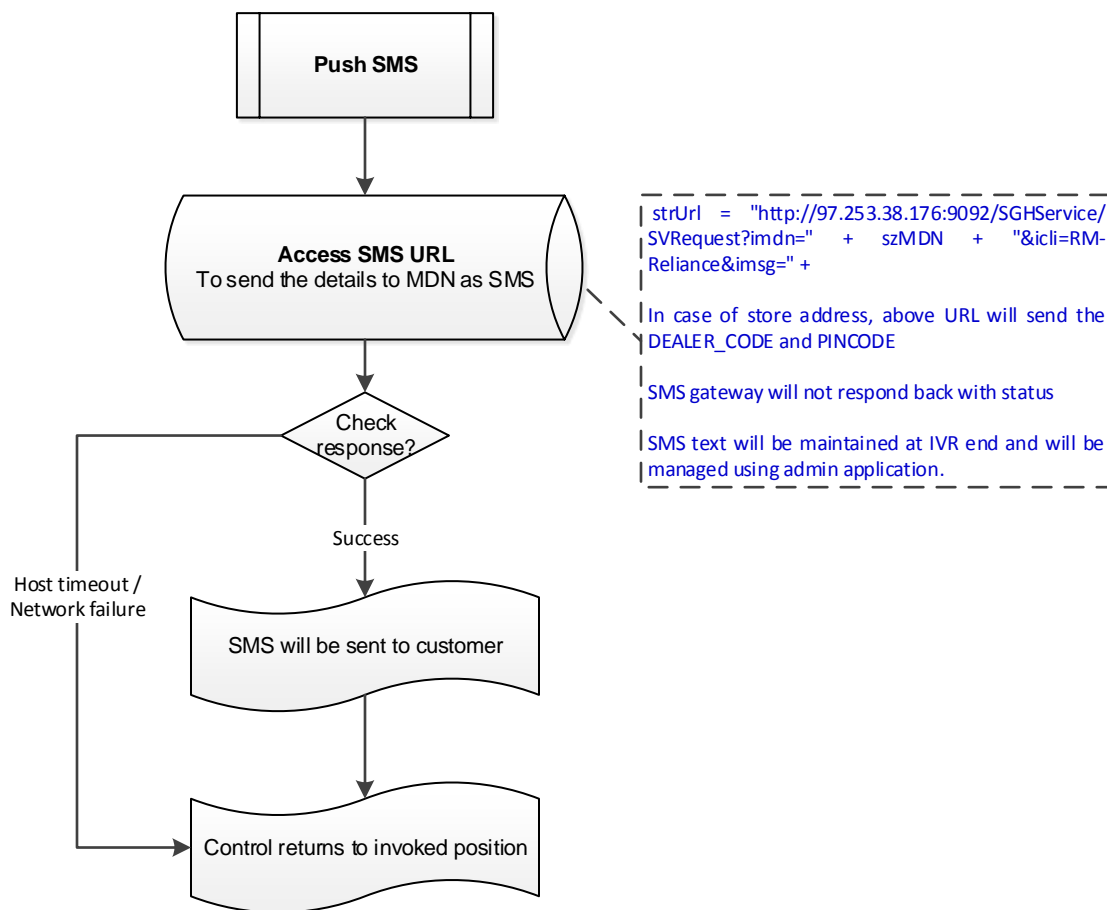 Push SMS
Access SMS URL
To send the details to MDN as SMS
strUrl = "http://97.253.38.176:9092/SGHService/
SVRequest?imdn=" + szMDN + "&icli=RM-
Reliance&imsg=" +
In case of store address, above URL will send the
DEALER_CODE and PINCODE
SMS gateway will not respond back with status
SMS text will be maintained at IVR end and will be
managed using admin application.
Check
response?
Success
Host timeout /
Network failure
SMS will be sent to customer
Control returns to invoked position